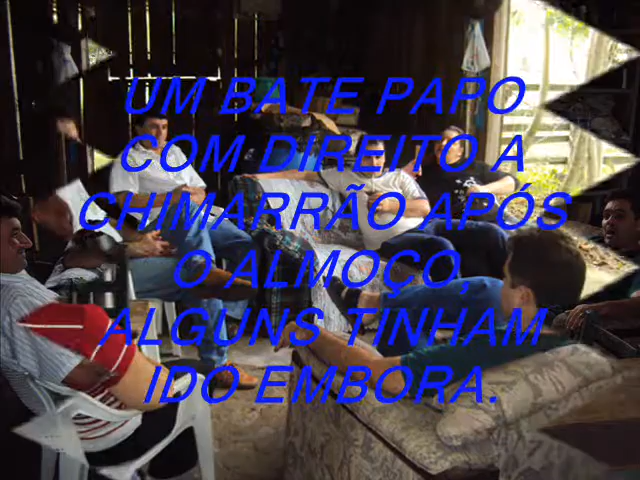 UM BATE PAPO
COM DIREITO A
CHIMARRÃO APÓS
O ALMOÇO,
ALGUNS TINHAM
IDO EMBORA.